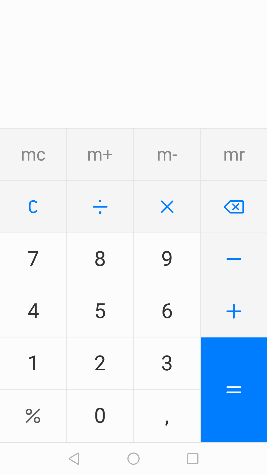 mc m+ m- mr
C ÷ ×
7 8 9 −
4 5 6 +
1 2 3
% 0 , =